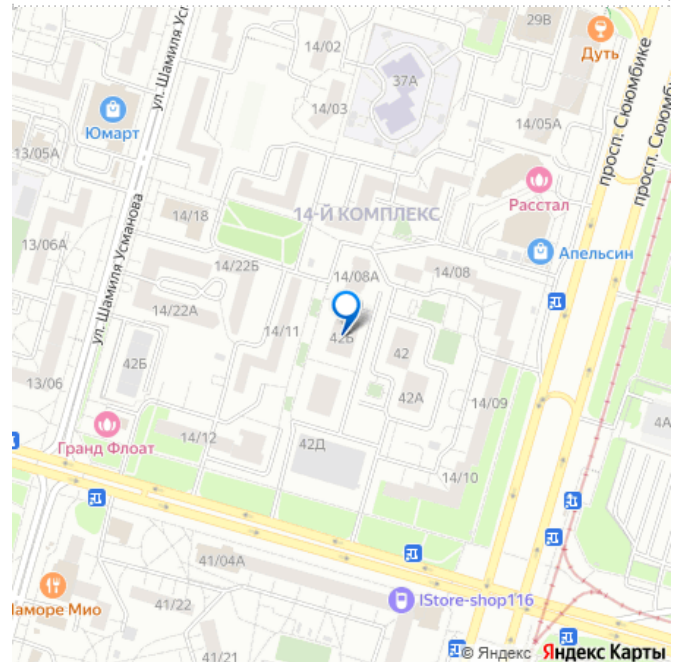 29В
Дуть
14/02
37А
ул. Шамиля Ус
просп. Сююмбике
просп. Сююмб
Юмарт
14/03
14/05А
13/05А
Расстал
14/18
14-Й КОМПЛЕКС
Апельсин
13/06А
14/22Б
14/08А
14/08
ул. Шамиля Усманова
14/22А
14/11
42Б
42
42Б
42А
13/06
14/09
4А
Гранд Флоат
14/12
42Д
14/10
41/04А
IStore-shop116
Маморе Мио
41/22
41/21
© Яндекс Яндекс Карты